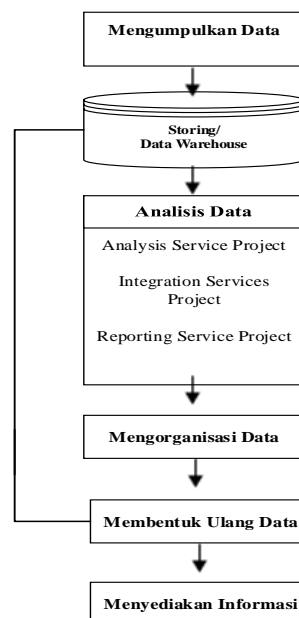 Mengumpulkan Data
Storing/
Data Warehouse
Analisis Data
Analysis Service Project
Integration Services
Project
Reporting Service Project
Mengorganisasi Data
Membentuk Ulang Data
Menyediakan Informasi